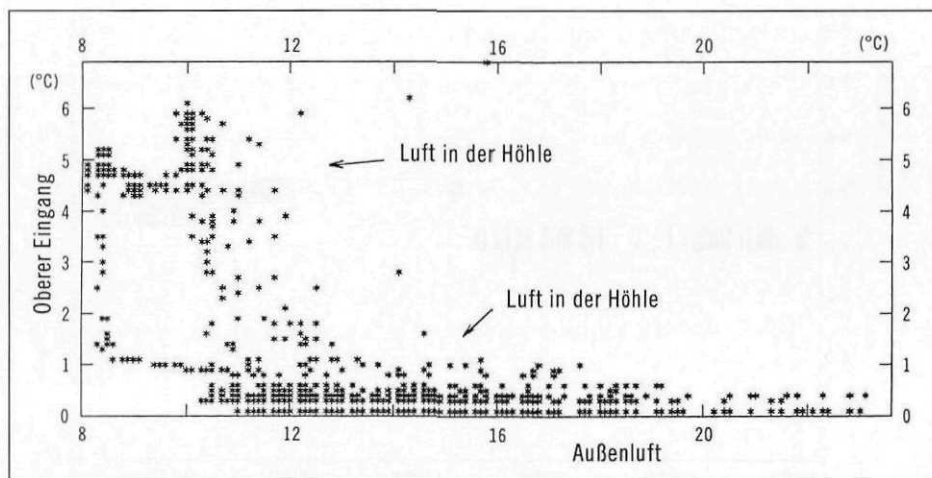 8 12 16 20 (°C)
(°C)
6 6
5 5
Luft in der Höhle
4 4
Oberer Eingang
3 3
Luft in der Höhle
2 2
1 1
0 0
8 12 16 20
Außenluft